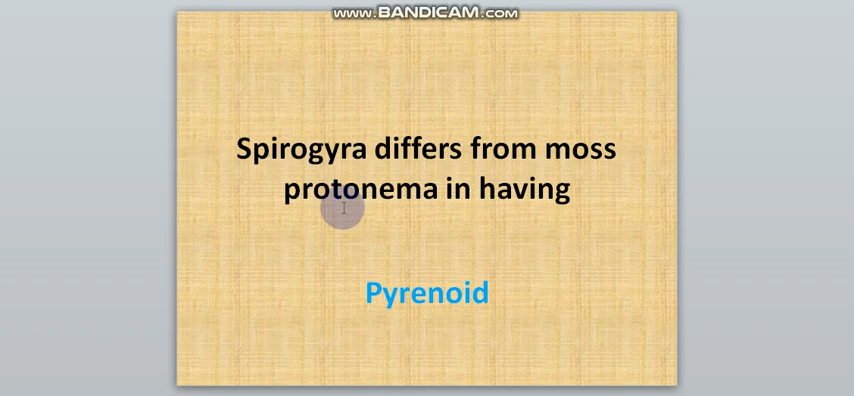 www.BANDICAM.com
Spirogyra differs from moss
protonema in having
Pyrenoid